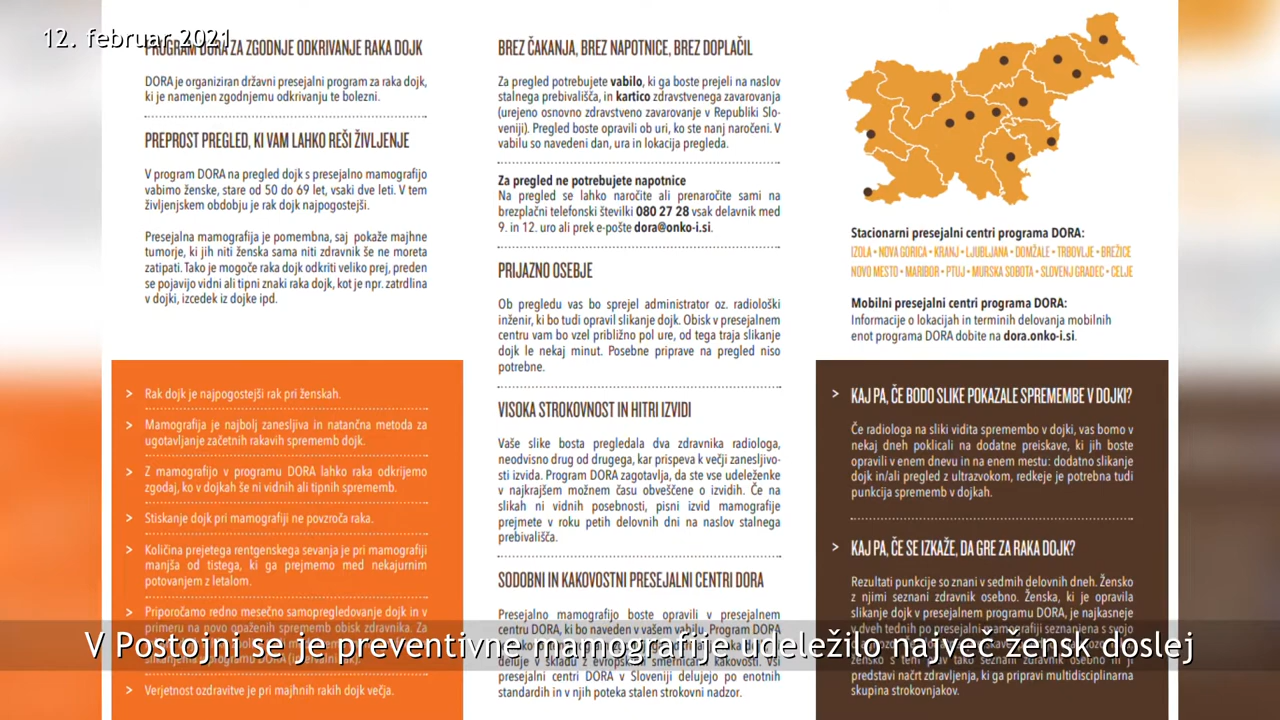 12. februar 2021
PROGRAM DORA ZA ZGODNJE ODKRIVANJE RAKA DOJK
DORA je organiziran državni presejalni program za raka dojk,
ki je namenjen zgodnjemu odkrivanju te bolezni.
PREPROST PREGLED, KI VAM LAHKO REŠI ŽIVLJENJE
V program DORA na pregled dojk s presejalno mamografijo
vabimo ženske, stare od 50 do 69 let, vsaki dve leti. V tem
življenjskem obdobju je rak dojk najpogostejši.
Presejalna mamografija je pomembna, saj pokaže majhne
tumorje, ki jih niti ženska sama niti zdravnik še ne moreta
zatipati. Tako je mogoče raka dojk odkriti veliko prej, preden
se pojavijo vidni ali tipni znaki raka dojk, kot je npr. zatrdlina
v dojki, izcedek iz dojke ipd.
> Rak dojk je najpogostejši rak pri ženskah.
> Mamografija je najbolj zanesljiva in natančna metoda za
ugotavljanje začetnih rakavih sprememb dojk.
> Z mamografijo v programu DORA lahko raka odkrijemo
zgodaj, ko v dojkah še ni vidnih ali tipnih sprememb.
> Stiskanje dojk pri mamografiji ne povzroča raka.
> Količina prejetega rentgenskega sevanja je pri mamografiji
manjša od tistega, ki ga prejmemo med nekajurnim
potovanjem z letalom.
> Priporočamo redno mesečno samopregledovanje dojk in v
primeru na novo opaženih sprememb obisk zdravnika. Za
> Verjetnost ozdravitve je pri majhnih rakih dojk večja.
BREZ ČAKANJA, BREZ NAPOTNICE, BREZ DOPLAČIL
Za pregled potrebujete vabilo, ki ga boste prejeli na naslov
stalnega prebivališča, in kartico zdravstvenega zavarovanja
(urejeno osnovno zdravstveno zavarovanje v Republiki Slo-
veniji). Pregled boste opravili ob uri, ko ste nanj naročeni. V
vabilu so navedeni dan, ura in lokacija pregleda.
Za pregled ne potrebujete napotnice
Na pregled se lahko naročite ali prenaročite sami na
brezplačni telefonski številki 080 27 28 vsak delavnik med
9. in 12. uro ali prek e-pošte dora@onko-i.si.
PRIJAZNO OSEBJE
Ob pregledu vas bo sprejel administrator oz. radiološki
inženir, ki bo tudi opravil slikanje dojk. Obisk v presejalnem
centru vam bo vzel približno pol ure, od tega traja slikanje
dojk le nekaj minut. Posebne priprave na pregled niso
potrebne.
VISOKA STROKOVNOST IN HITRI IZVIDI
Vaše slike bosta pregledala dva zdravnika radiologa,
neodvisno drug od drugega, kar prispeva k večji zanesljivo-
sti izvida. Program DORA zagotavlja, da ste vse udeleženke
v najkrajšem možnem času obveščene o izvidih. Če na
slikah ni vidnih posebnosti, pisni izvid mamografije
prejmete v roku petih delovnih dni na naslov stalnega
prebivališča.
SODOBNI IN KAKOVOSTNI PRESEJALNI CENTRI DORA
Presejalno mamografijo boste opravili v presejalnem
centru DORA, ki bo naveden v vašem vabilu. Program DORA
deluje v skladu z evropskimi smernicami kakovosti. Vsi
presejalni centri DORA v Sloveniji delujejo po enotnih
standardih in v njih poteka stalen strokovni nadzor.
Stacionarni presejalni centri programa DORA:
IZOLA • NOVA GORICA • KRANJ • LJUBLJANA • DOMŽALE • TRBOVLJE • BREŽICE
NOVO MESTO • MARIBOR • PTUJ • MURSKA SOBOTA • SLOVENJ GRADEC • CELJE
Mobilni presejalni centri programa DORA:
Informacije o lokacijah in terminih delovanja mobilnih
enot programa DORA dobite na dora.onko-i.si.
> KAJ PA, ČE BODO SLIKE POKAZALE SPREMEMBE V DOJKI?
Če radiologa na sliki vidita spremembo v dojki, vas bomo v
nekaj dneh poklicali na dodatne preiskave, ki jih boste
opravili v enem dnevu in na enem mestu: dodatno slikanje
dojk in/ali pregled z ultrazvokom, redkeje je potrebna tudi
punkcija sprememb v dojkah.
> KAJ PA, ČE SE IZKAŽE, DA GRE ZA RAKA DOJK?
Rezultati punkcije so znani v sedmih delovnih dneh. Žensko
z njimi seznani zdravnik osebno. Ženska, ki je opravila
slikanje dojk v presejalnem programu DORA, je najkasneje
v dveh tednih po presejalni mamografiji seznanjena s svojo
predstavi načrt zdravljenja, ki ga pripravi multidisciplinarna
skupina strokovnjakov.
V Postojni se je preventivne mamografije udeležilo največ žensk doslej